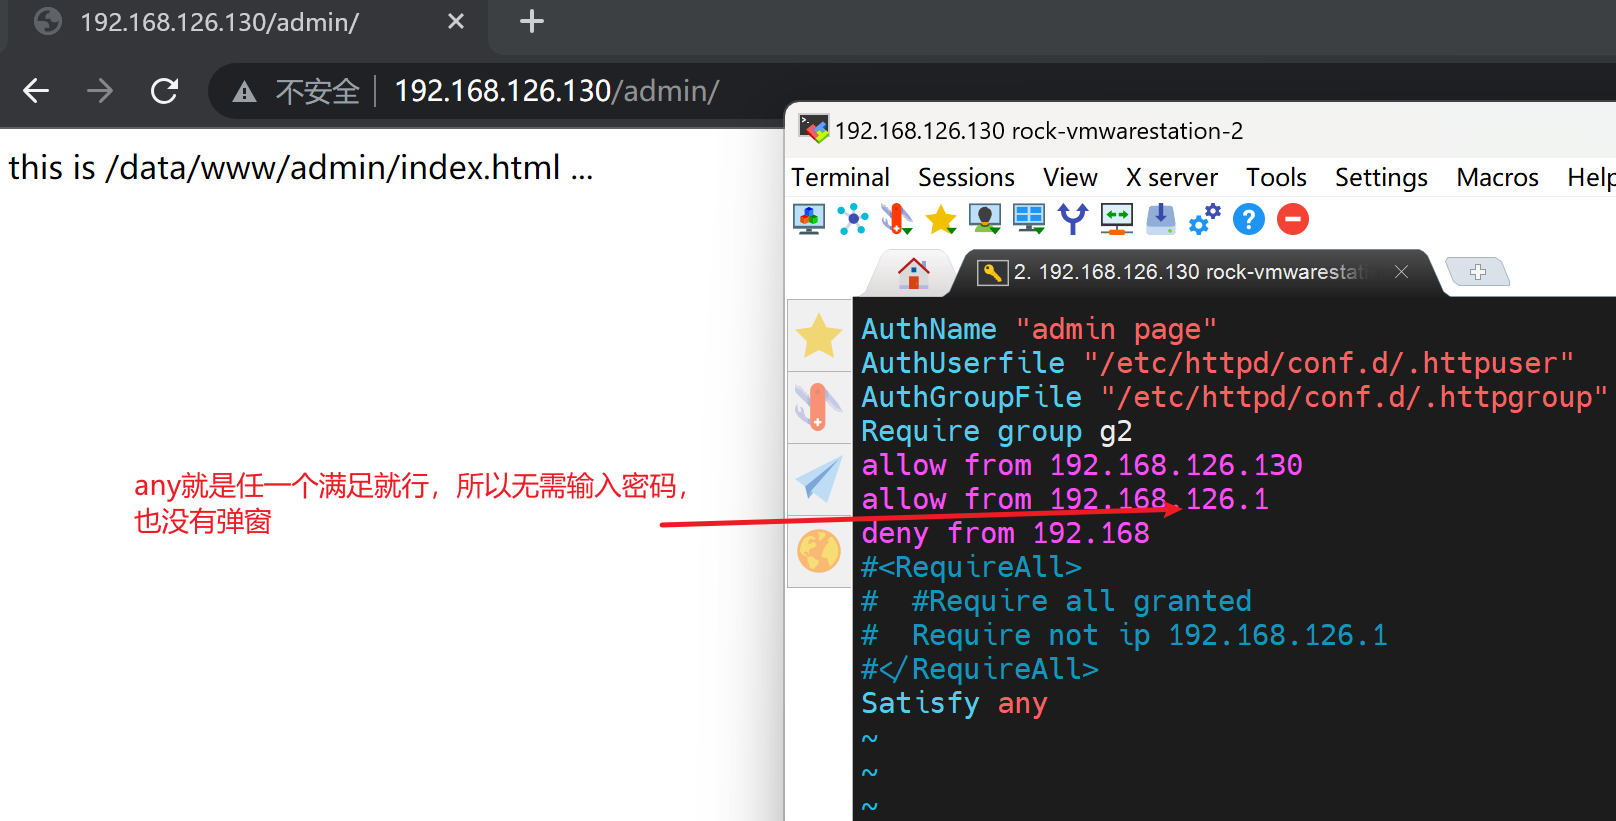 192.168.126.130/admin/
不安全 192.168.126.130/admin/
this is /data/www/admin/index.html ...
any就是任一个满足就行，所以无需输入密码，
也没有弹窗
192.168.126.130 rock-vmwarestation-2
Terminal Sessions View X server Tools Settings Macros Help
2. 192.168.126.130 rock-vmwarestat
AuthName "admin page"
AuthUserfile "/etc/httpd/conf.d/.httpuser"
AuthGroupFile "/etc/httpd/conf.d/.httpgroup"
Require group g2
allow from 192.168.126.130
allow from 192.168.126.1
deny from 192.168
#<RequireAll>
#  #Require all granted
#  Require not ip 192.168.126.1
#</RequireAll>
Satisfy any
~
~
~